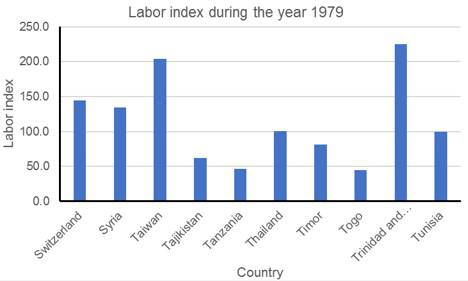 Labor index during the year 1979
Labor index
250.0
200.0
150.0
100.0
50.0
0.0
Switzerland
Syria
Taiwan
Tajikistan
Tanzania
Thailand
Timor
Togo
Trinidad and...
Tunisia
Country